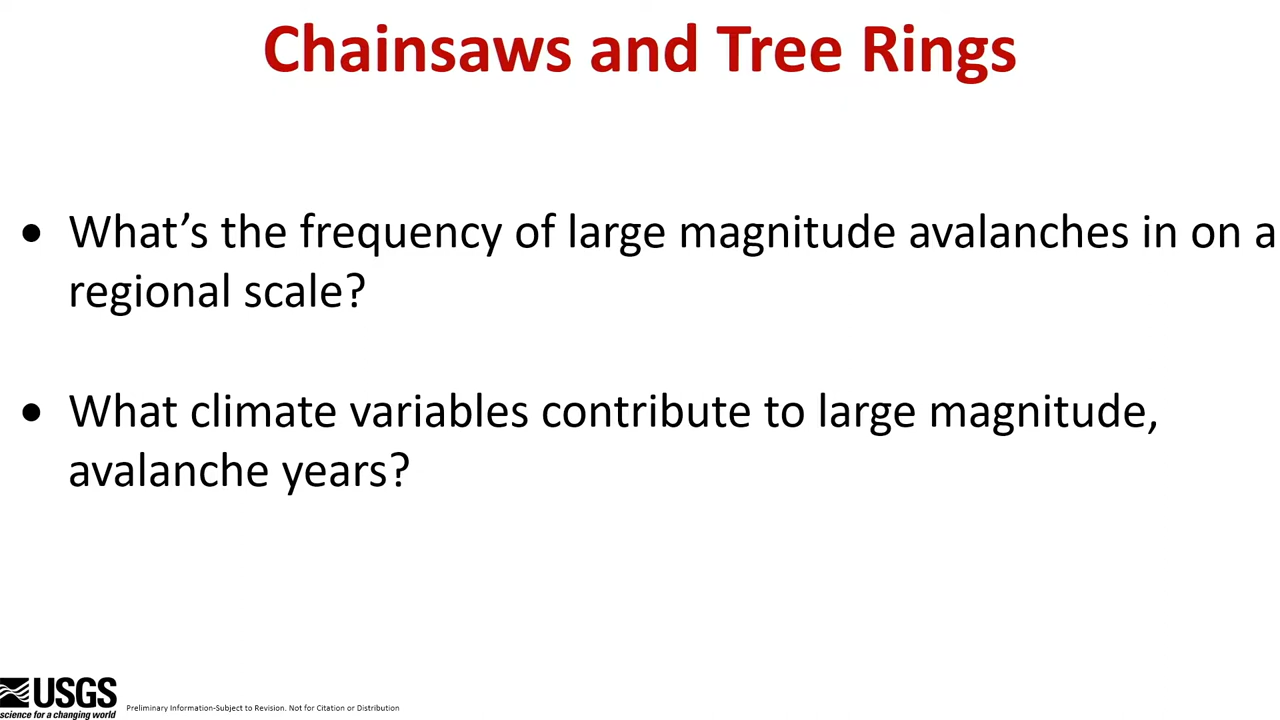 Chainsaws and Tree Rings
• What’s the frequency of large magnitude avalanches in on a
regional scale?
• What climate variables contribute to large magnitude,
avalanche years?
USGS
science for a changing world
Preliminary Information-Subject to Revision. Not for Citation or Distribution